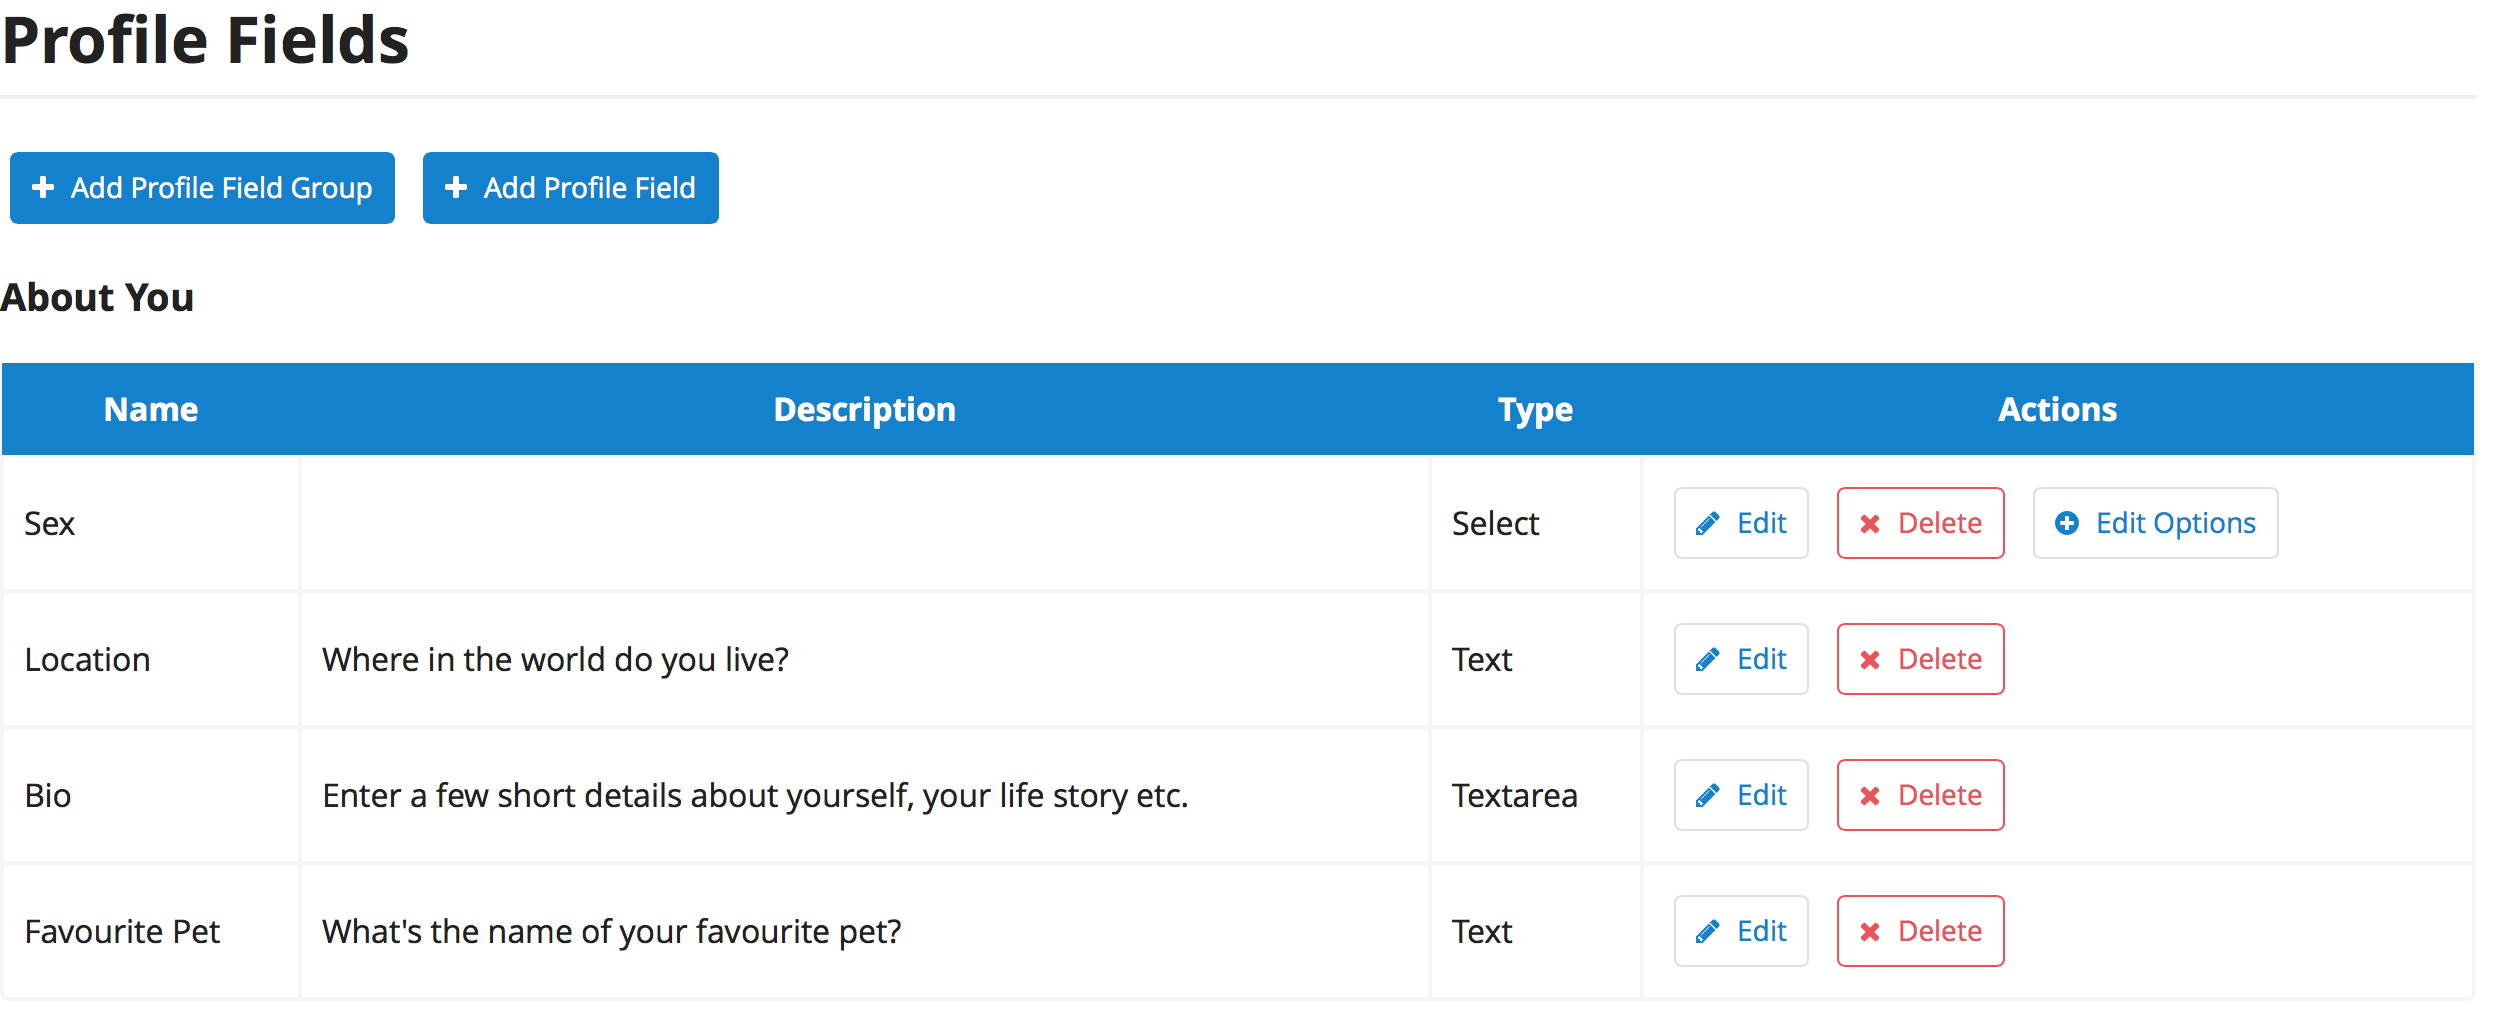 Profile Fields
Add Profile Field Group Add Profile Field
About You
Name Description Type Actions
Sex Select Edit Delete Edit Options
Location Where in the world do you live? Text Edit Delete
Bio Enter a few short details about yourself, your life story etc. Textarea Edit Delete
Favourite Pet What's the name of your favourite pet? Text Edit Delete